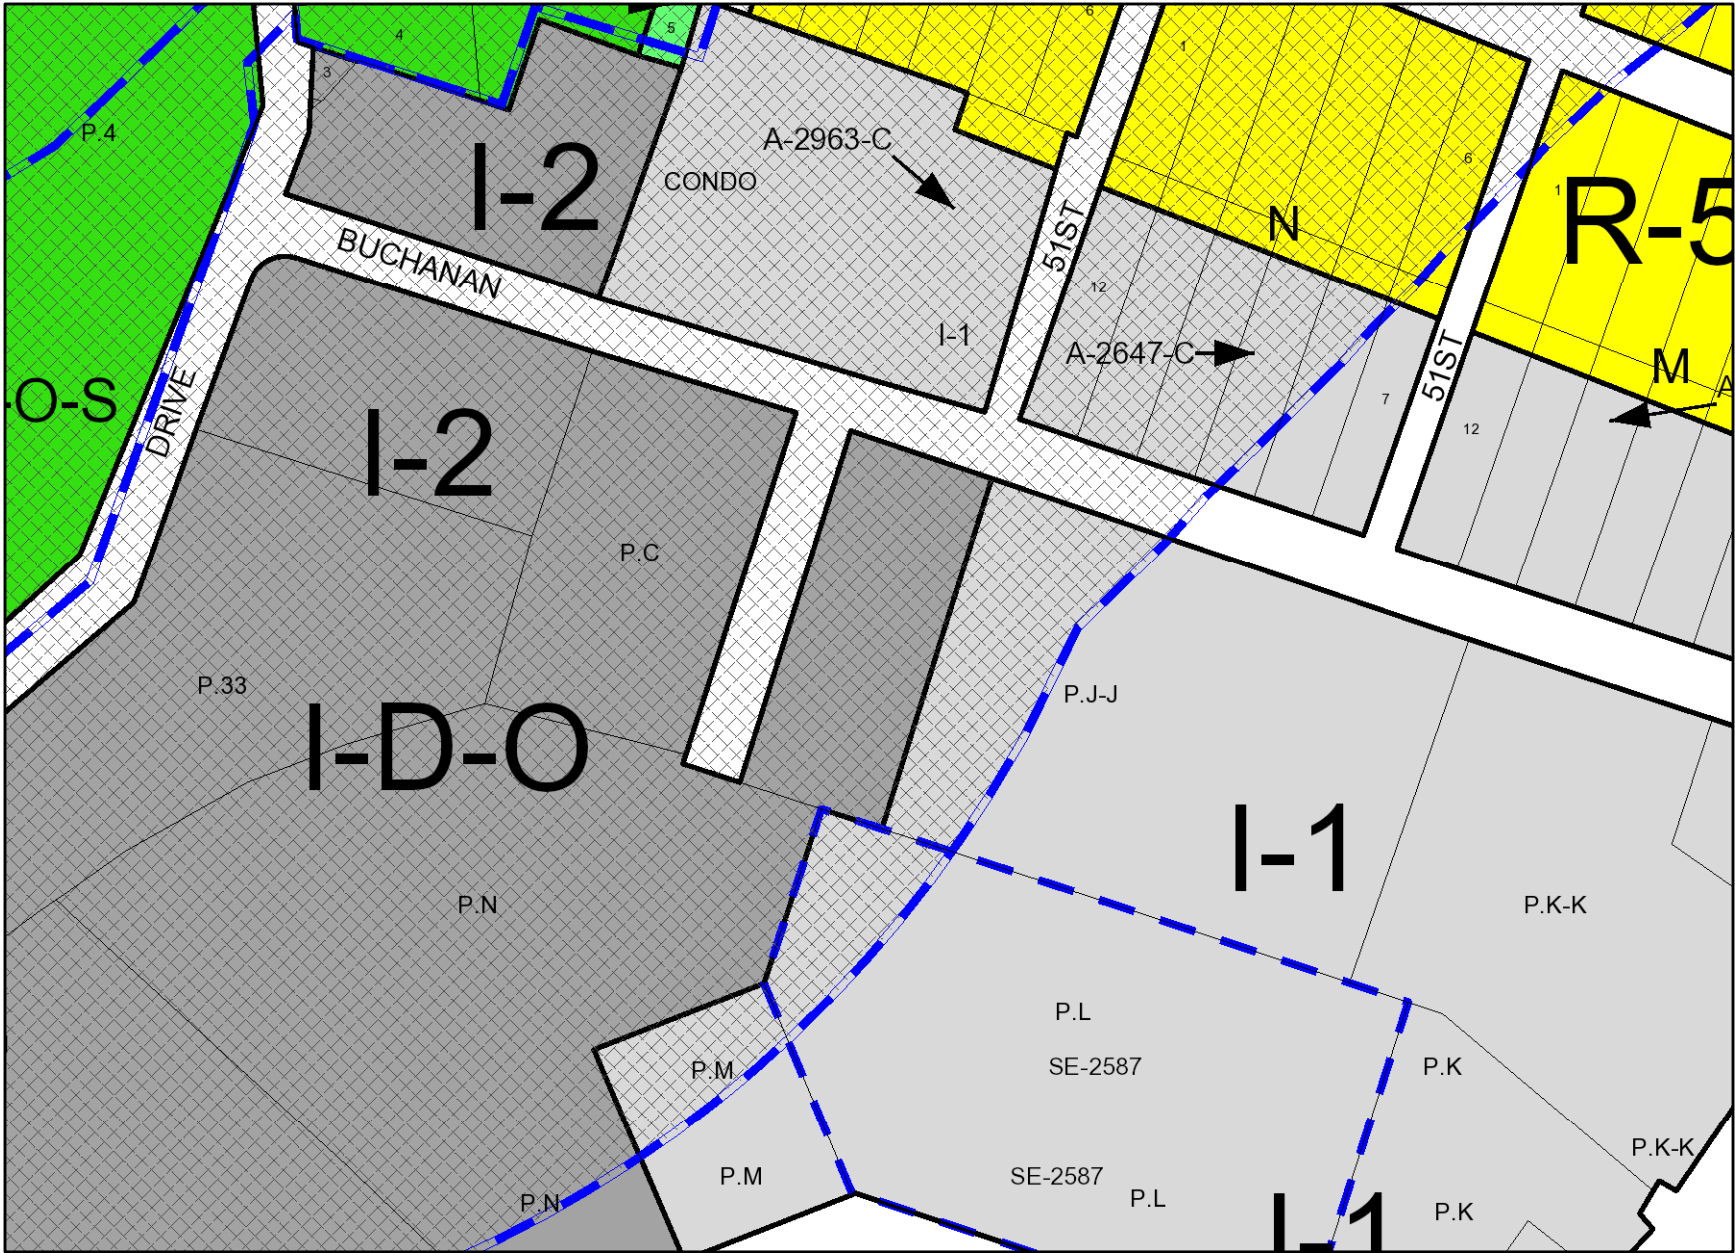 6
5
4
1
3
P.4
A-2963-C
6
I-2
CONDO
1
R-5
N
BUCHANAN
51ST
12
I-1
A-2647-C
51ST
M
A
-O-S
DRIVE
7
12
I-2
P.C
P.33
P.J-J
I-D-O
I-1
P.N
P.K-K
P.L
SE-2587
P.K
P.M
P.K-K
P.M
SE-2587
P.L
P.N
P.K
I-1